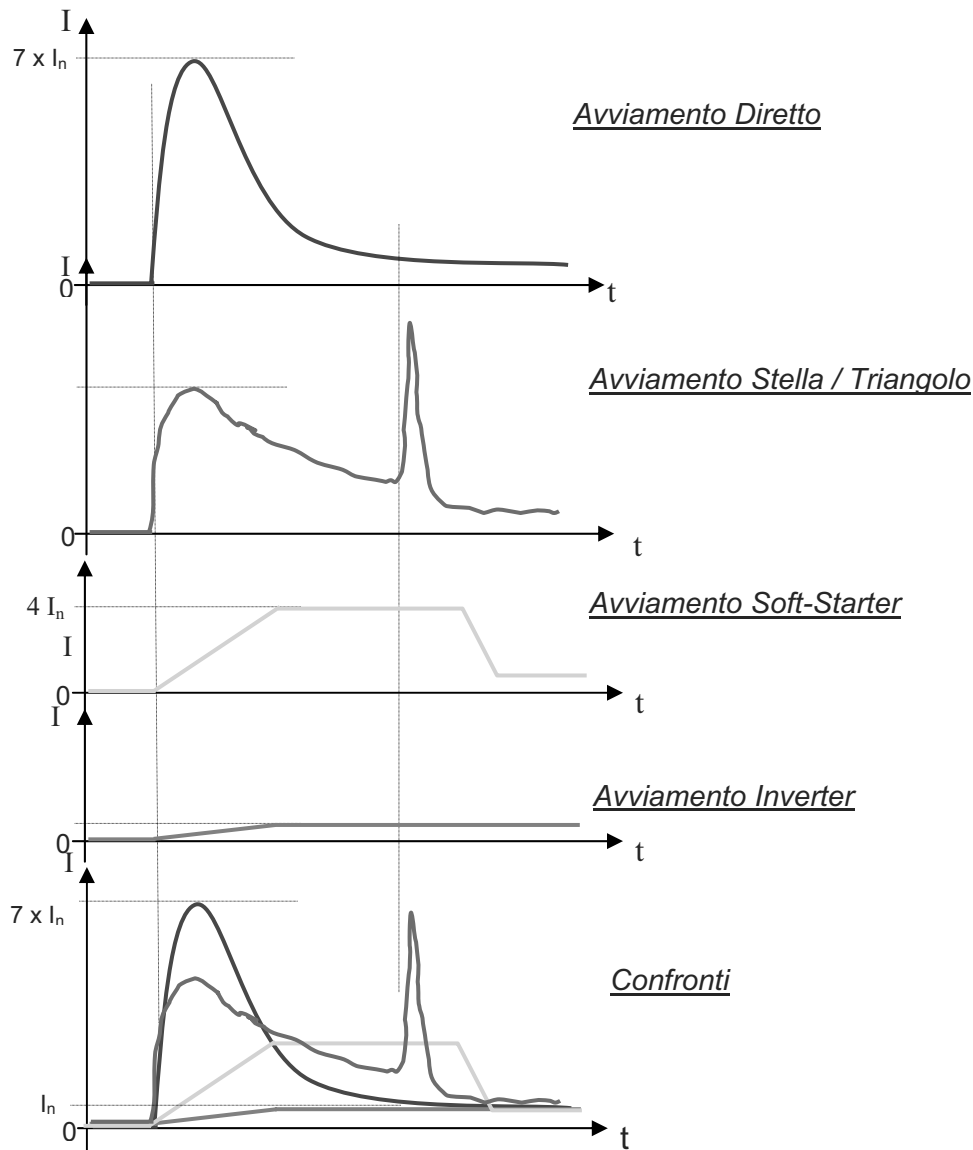 I
7 x Iₙ
Avviamento Diretto
I
0
t
Avviamento Stella / Triangolo
0
t
4 Iₙ
Avviamento Soft-Starter
I
0
t
I
Avviamento Inverter
0
t
I
7 x Iₙ
Confronti
Iₙ
0
t